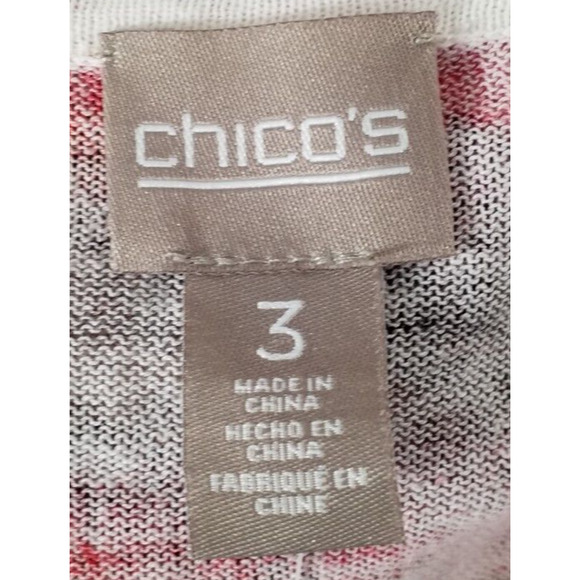 chico's
3
MADE IN
CHINA
HECHO EN
CHINA
FABRIQUÉ EN
CHINE